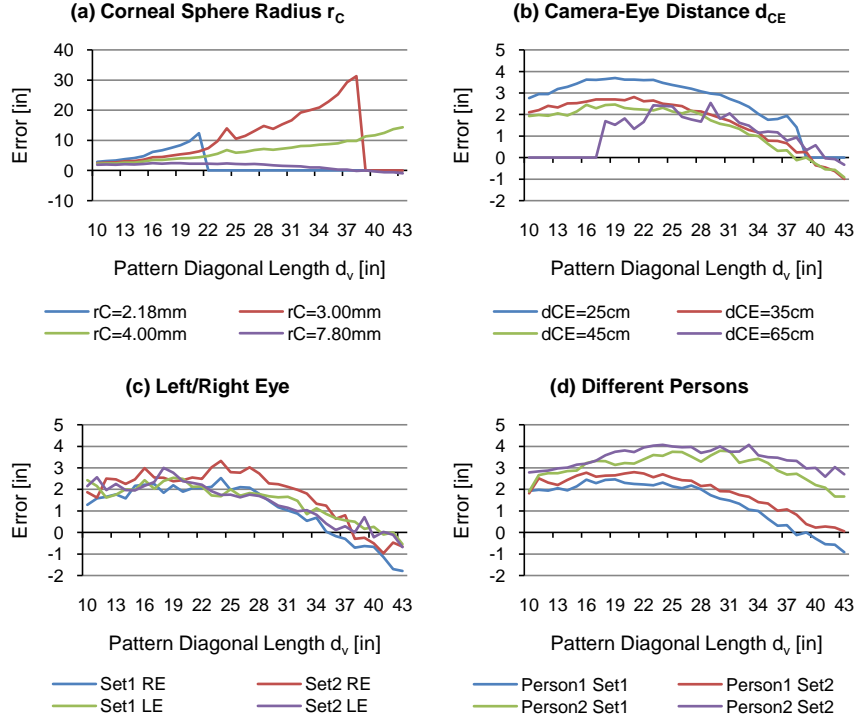 (a) Corneal Sphere Radius rC
Error [in]
40
30
20
10
0
-10
10 13 16 19 22 25 28 31 34 37 40 43
Pattern Diagonal Length dv [in]
rC=2.18mm
rC=3.00mm
rC=4.00mm
rC=7.80mm
(b) Camera-Eye Distance dCE
Error [in]
5
4
3
2
1
0
-1
-2
10 13 16 19 22 25 28 31 34 37 40 43
Pattern Diagonal Length dv [in]
dCE=25cm
dCE=35cm
dCE=45cm
dCE=65cm
(c) Left/Right Eye
Error [in]
5
4
3
2
1
0
-1
-2
10 13 16 19 22 25 28 31 34 37 40 43
Pattern Diagonal Length dv [in]
Set1 RE
Set2 RE
Set1 LE
Set2 LE
(d) Different Persons
Error [in]
5
4
3
2
1
0
-1
-2
10 13 16 19 22 25 28 31 34 37 40 43
Pattern Diagonal Length dv [in]
Person1 Set1
Person1 Set2
Person2 Set1
Person2 Set2